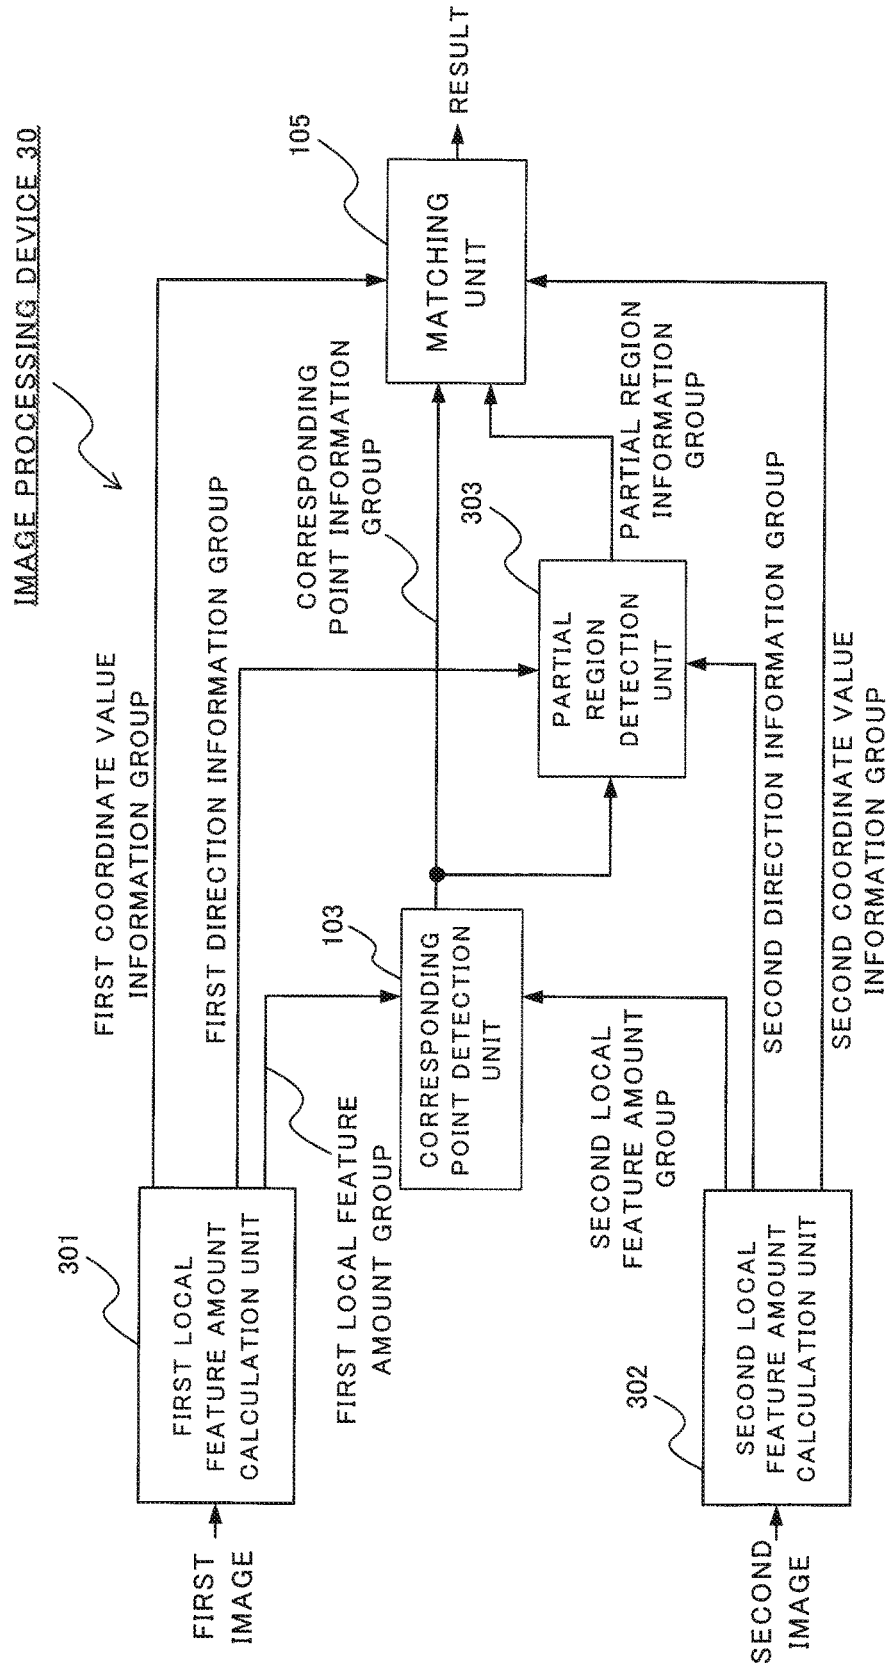 IMAGE PROCESSING DEVICE 30
FIRST COORDINATE VALUE
INFORMATION GROUP
FIRST DIRECTION INFORMATION GROUP
301
FIRST LOCAL
FEATURE AMOUNT
CALCULATION UNIT
FIRST
IMAGE
FIRST LOCAL FEATURE
AMOUNT GROUP
103
CORRESPONDING
POINT DETECTION
UNIT
CORRESPONDING
POINT INFORMATION
GROUP
105
MATCHING
UNIT
RESULT
303
PARTIAL
REGION
DETECTION
UNIT
PARTIAL REGION
INFORMATION
GROUP
SECOND LOCAL
FEATURE AMOUNT
GROUP
302
SECOND LOCAL
FEATURE AMOUNT
CALCULATION UNIT
SECOND
IMAGE
SECOND DIRECTION INFORMATION GROUP
SECOND COORDINATE VALUE
INFORMATION GROUP